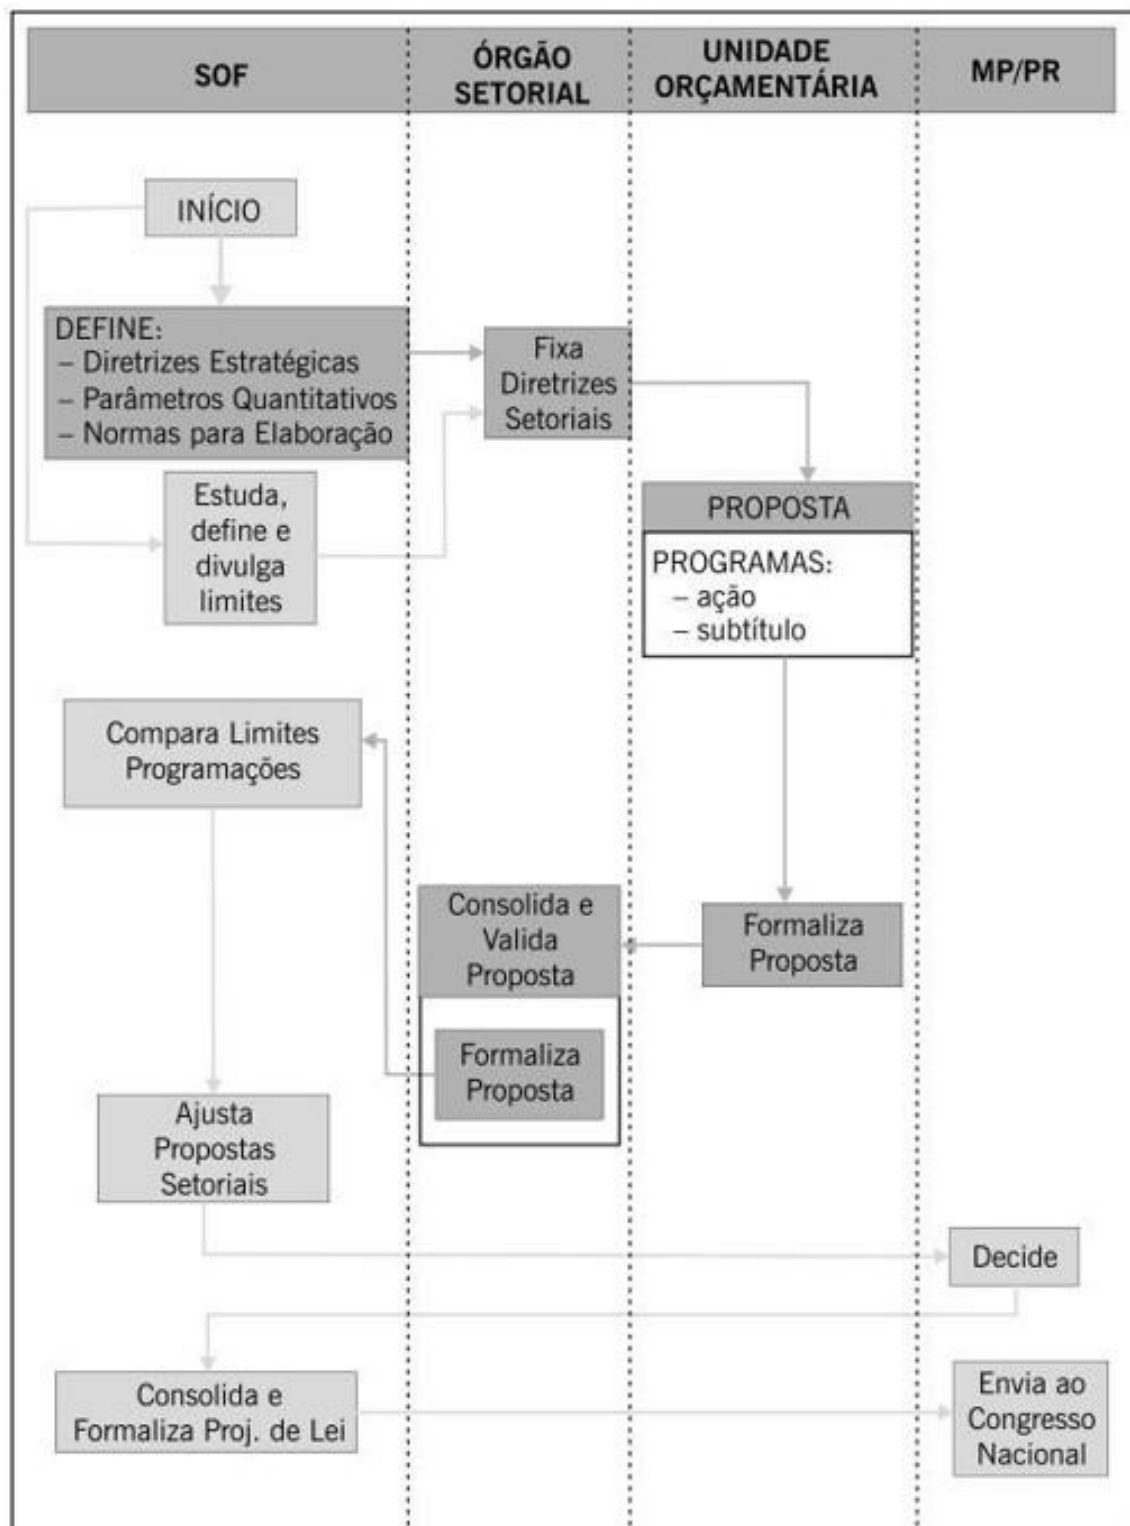 SOF
ÓRGÃO
SETORIAL
UNIDADE
ORÇAMENTÁRIA
MP/PR
INÍCIO
DEFINE:
– Diretrizes Estratégicas
– Parâmetros Quantitativos
– Normas para Elaboração
Fixa
Diretrizes
Setoriais
Estuda,
define e
divulga
limites
PROPOSTA
PROGRAMAS:
– ação
– subtítulo
Compara Limites
Programações
Consolida e
Valida
Proposta
Formaliza
Proposta
Formaliza
Proposta
Ajusta
Propostas
Setoriais
Decide
Consolida e
Formaliza Proj. de Lei
Envia ao
Congresso
Nacional